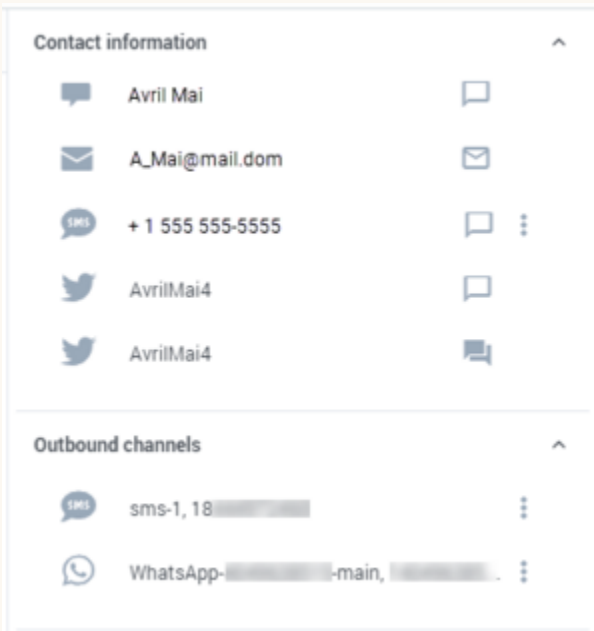 Contact information
Avril Mai
A_Mai@mail.dom
SMS + 1 555 555-5555
AvrilMai4
AvrilMai4
Outbound channels
SMS sms-1, 18
WhatsApp- -main, .